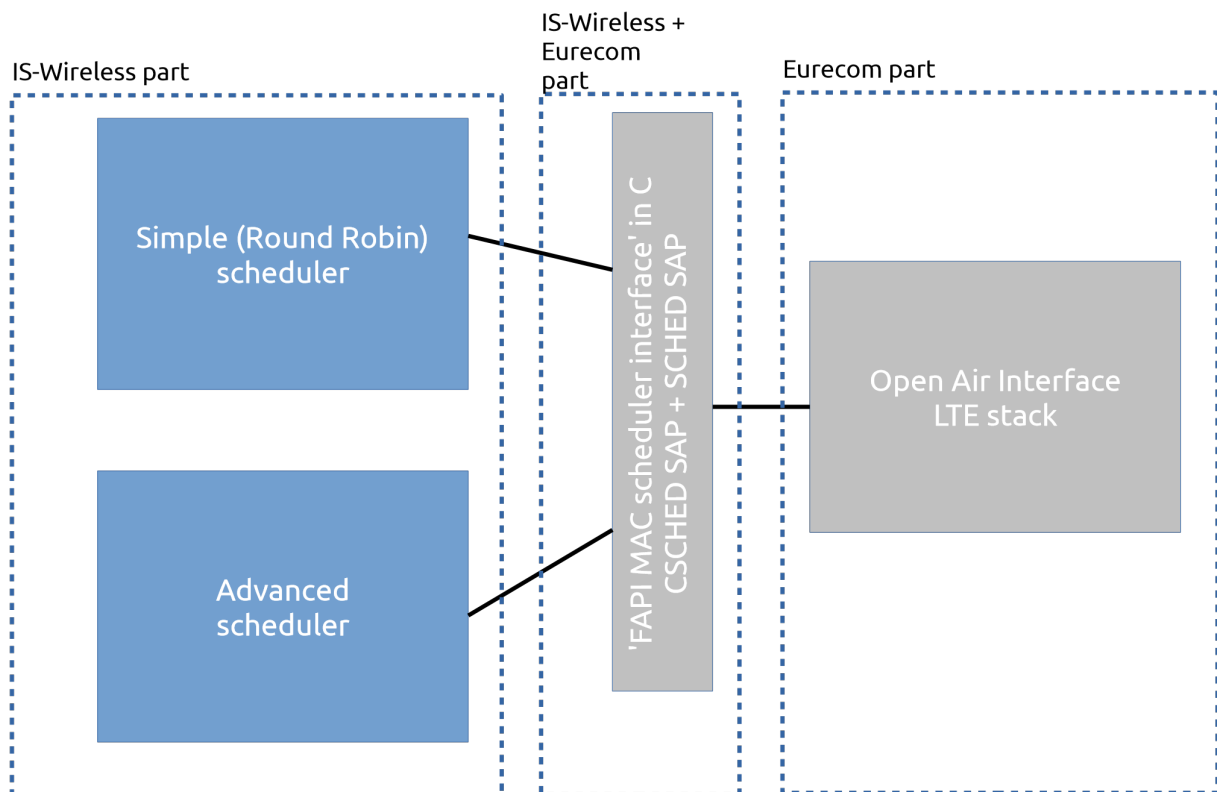 IS-Wireless part
IS-Wireless +
Eurecom
part
Eurecom part
Simple (Round Robin)
scheduler
Advanced
scheduler
'FAPI MAC scheduler interface' in C
CSCHED SAP + SCHED SAP
Open Air Interface
LTE stack